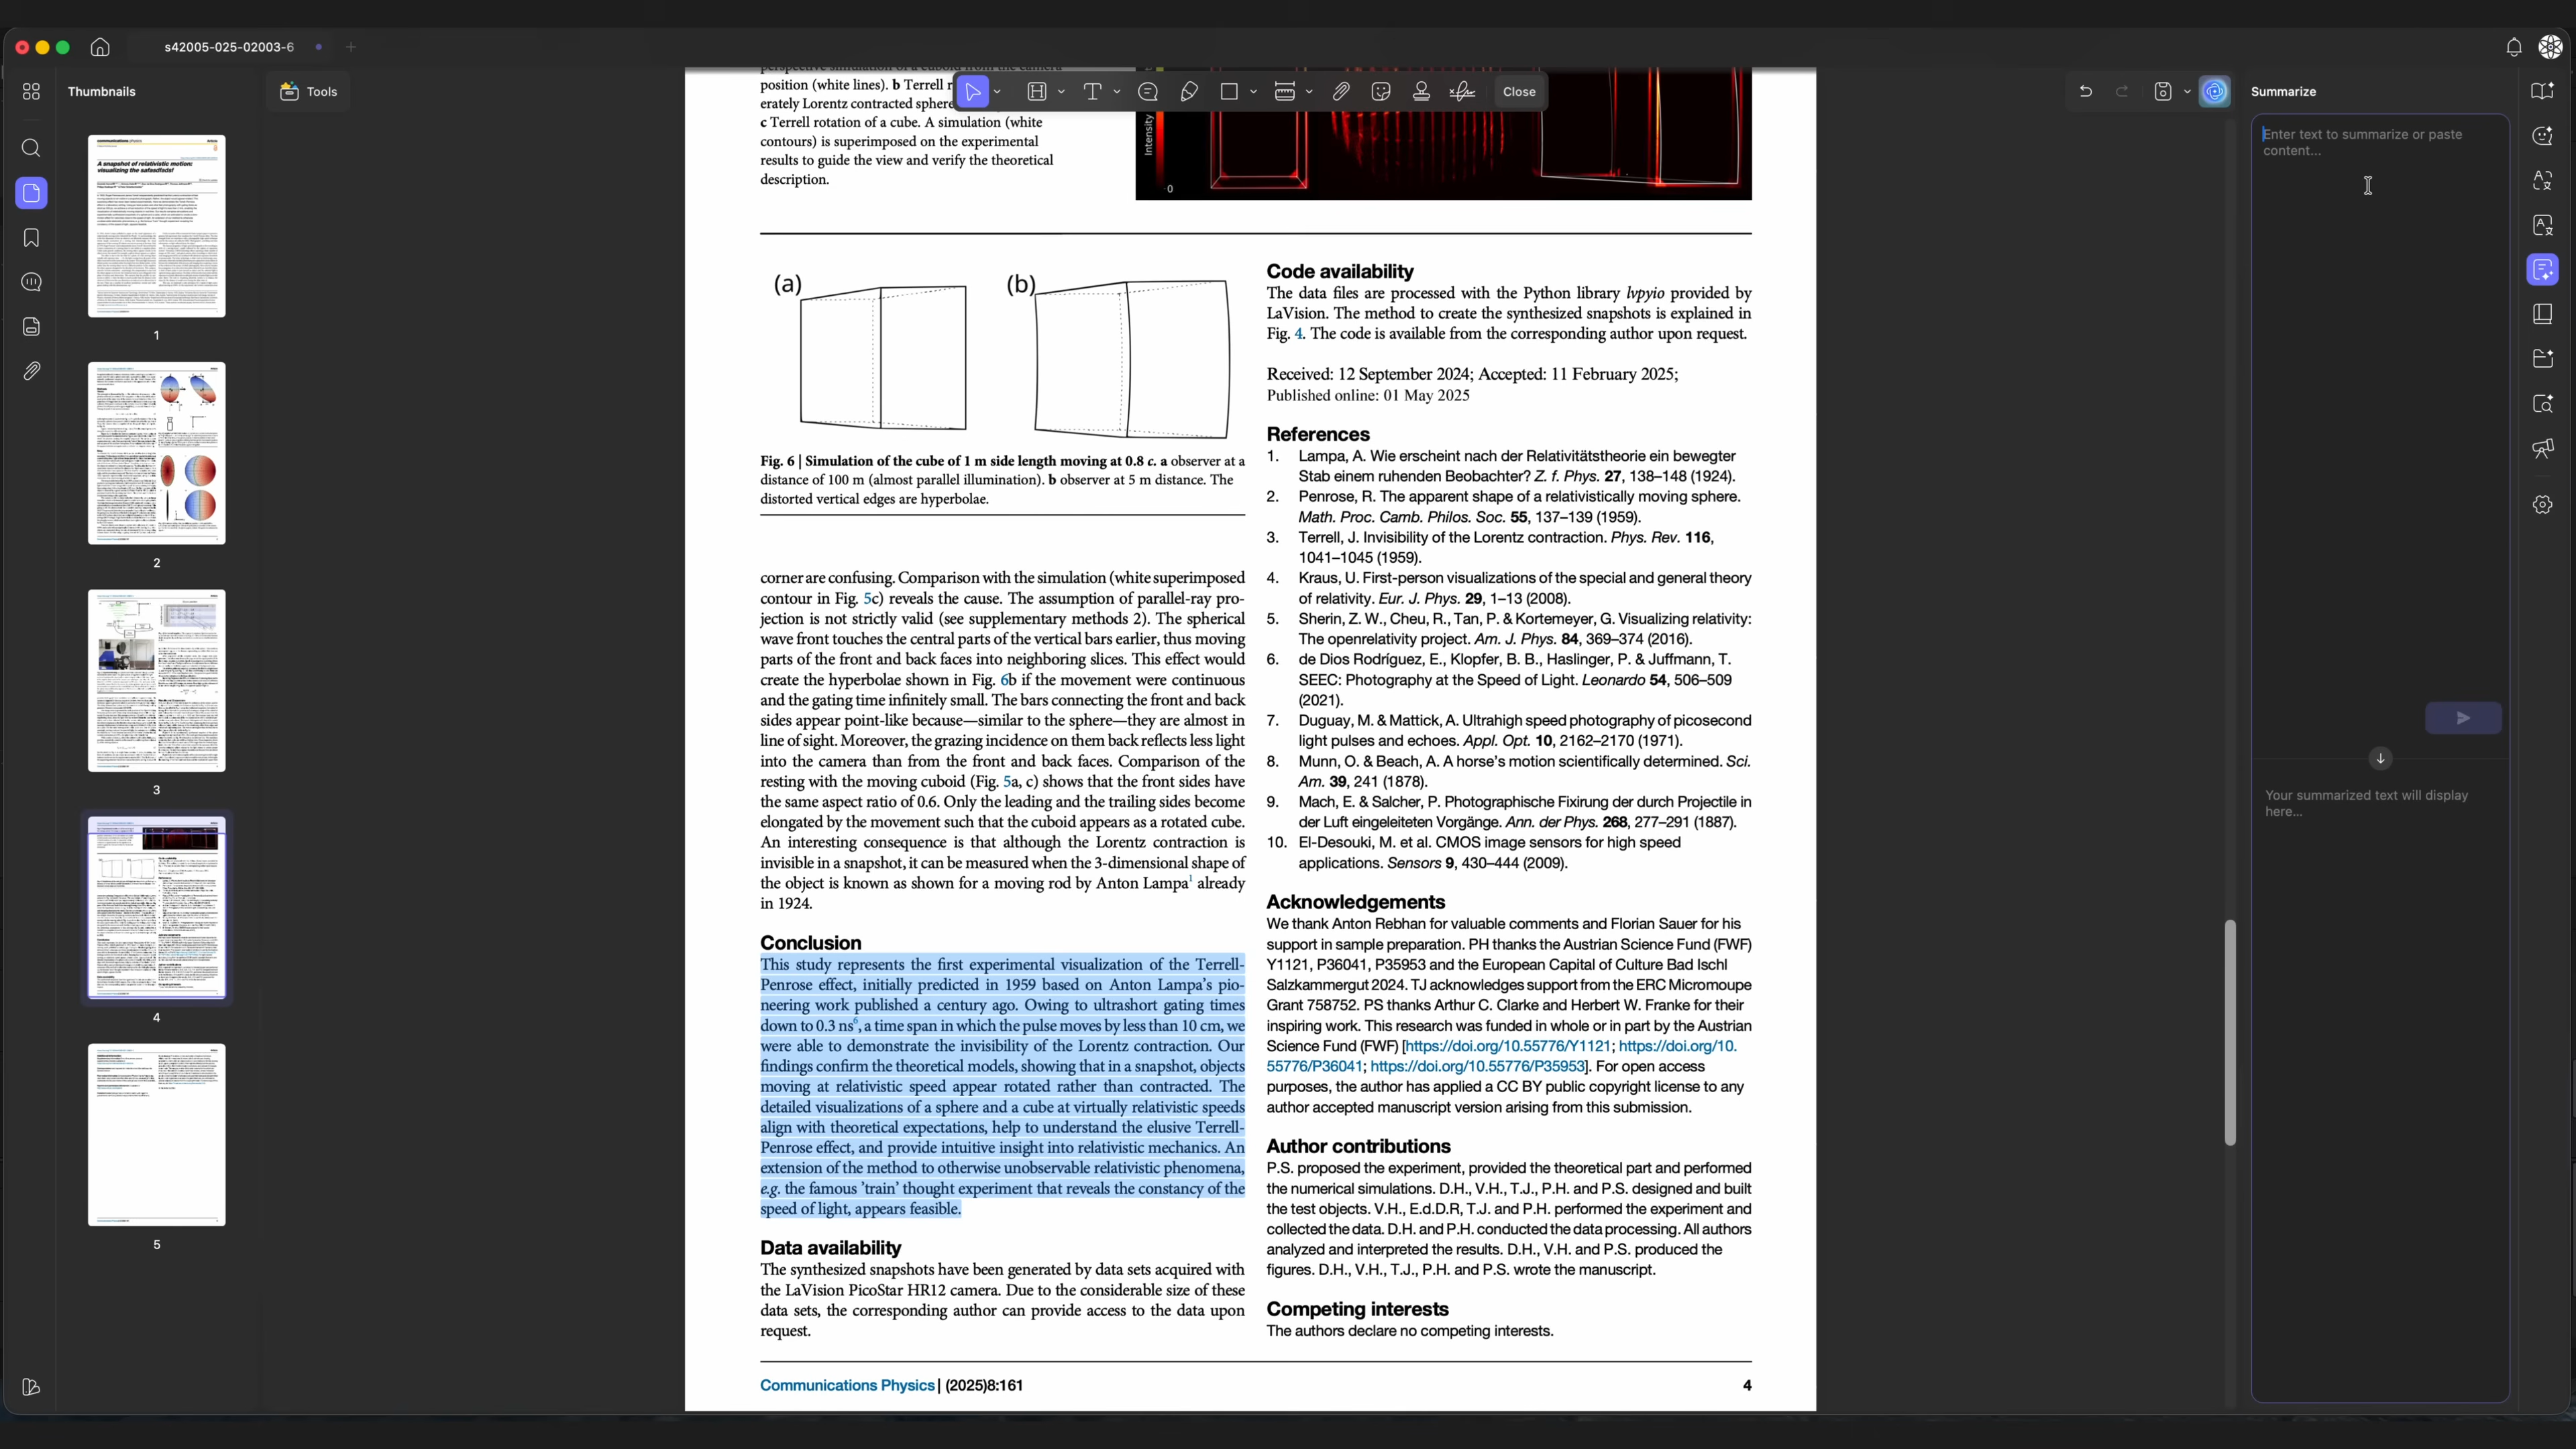 s42005-025-02003-6
Thumbnails
Tools
Close
Summarize
communications physics
A snapshot of relativistic motion:
visualizing the safasdfasfs!
1
2
3
4
5
position (white lines). b Terrell r
erately Lorentz contracted sphere
c Terrell rotation of a cube. A simulation (white
contours) is superimposed on the experimental
results to guide the view and verify the theoretical
description.
Intensity
0
(a)
(b)
Fig. 6 | Simulation of the cube of 1 m side length moving at 0.8 c. a observer at a
distance of 100 m (almost parallel illumination). b observer at 5 m distance. The
distorted vertical edges are hyperbolae.
corner are confusing. Comparison with the simulation (white superimposed
contour in Fig. 5c) reveals the cause. The assumption of parallel-ray pro-
jection is not strictly valid (see supplementary methods 2). The spherical
wave front touches the central parts of the vertical bars earlier, thus moving
parts of the front and back faces into neighboring slices. This effect would
create the hyperbolae shown in Fig. 6b if the movement were continuous
and the gating time infinitely small. The bars connecting the front and back
sides appear point-like because—similar to the sphere—they are almost in
line of sight. Moreover, the grazing incidence on them back reflects less light
into the camera than from the front and back faces. Comparison of the
resting with the moving cuboid (Fig. 5a, c) shows that the front sides have
the same aspect ratio of 0.6. Only the leading and the trailing sides become
elongated by the movement such that the cuboid appears as a rotated cube.
An interesting consequence is that although the Lorentz contraction is
invisible in a snapshot, it can be measured when the 3-dimensional shape of
the object is known as shown for a moving rod by Anton Lampa1 already
in 1924.
Conclusion
This study represents the first experimental visualization of the Terrell-
Penrose effect, initially predicted in 1959 based on Anton Lampa's pio-
neering work published a century ago. Owing to ultrashort gating times
down to 0.3 ns6, a time span in which the pulse moves by less than 10 cm, we
were able to demonstrate the invisibility of the Lorentz contraction. Our
findings confirm the theoretical models, showing that in a snapshot, objects
moving at relativistic speed appear rotated rather than contracted. The
detailed visualizations of a sphere and a cube at virtually relativistic speeds
align with theoretical expectations, help to understand the elusive Terrell-
Penrose effect, and provide intuitive insight into relativistic mechanics. An
extension of the method to otherwise unobservable relativistic phenomena,
e.g. the famous 'train' thought experiment that reveals the constancy of the
speed of light, appears feasible.
Data availability
The synthesized snapshots have been generated by data sets acquired with
the LaVision PicoStar HR12 camera. Due to the considerable size of these
data sets, the corresponding author can provide access to the data upon
request.
Code availability
The data files are processed with the Python library lvpyio provided by
LaVision. The method to create the synthesized snapshots is explained in
Fig. 4. The code is available from the corresponding author upon request.
Received: 12 September 2024; Accepted: 11 February 2025;
Published online: 01 May 2025
References
1. Lampa, A. Wie erscheint nach der Relativitätstheorie ein bewegter
Stab einem ruhenden Beobachter? Z. f. Phys. 27, 138–148 (1924).
2. Penrose, R. The apparent shape of a relativistically moving sphere.
Math. Proc. Camb. Philos. Soc. 55, 137–139 (1959).
3. Terrell, J. Invisibility of the Lorentz contraction. Phys. Rev. 116,
1041–1045 (1959).
4. Kraus, U. First-person visualizations of the special and general theory
of relativity. Eur. J. Phys. 29, 1–13 (2008).
5. Sherin, Z. W., Cheu, R., Tan, P. & Kortemeyer, G. Visualizing relativity:
The openrelativity project. Am. J. Phys. 84, 369–374 (2016).
6. de Dios Rodríguez, E., Klopfer, B. B., Haslinger, P. & Juffmann, T.
SEEC: Photography at the Speed of Light. Leonardo 54, 506–509
(2021).
7. Duguay, M. & Mattick, A. Ultrahigh speed photography of picosecond
light pulses and echoes. Appl. Opt. 10, 2162–2170 (1971).
8. Munn, O. & Beach, A. A horse's motion scientifically determined. Sci.
Am. 39, 241 (1878).
9. Mach, E. & Salcher, P. Photographische Fixirung der durch Projectile in
der Luft eingeleiteten Vorgänge. Ann. der Phys. 268, 277–291 (1887).
10. El-Desouki, M. et al. CMOS image sensors for high speed
applications. Sensors 9, 430–444 (2009).
Acknowledgements
We thank Anton Rebhan for valuable comments and Florian Sauer for his
support in sample preparation. PH thanks the Austrian Science Fund (FWF)
Y1121, P36041, P35953 and the European Capital of Culture Bad Ischl
Salzkammergut 2024. TJ acknowledges support from the ERC Micromoupe
Grant 758752. PS thanks Arthur C. Clarke and Herbert W. Franke for their
inspiring work. This research was funded in whole or in part by the Austrian
Science Fund (FWF) [https://doi.org/10.55776/Y1121; https://doi.org/10.
55776/P36041; https://doi.org/10.55776/P35953]. For open access
purposes, the author has applied a CC BY public copyright license to any
author accepted manuscript version arising from this submission.
Author contributions
P.S. proposed the experiment, provided the theoretical part and performed
the numerical simulations. D.H., V.H., T.J., P.H. and P.S. designed and built
the test objects. V.H., E.d.D.R, T.J. and P.H. performed the experiment and
collected the data. D.H. and P.H. conducted the data processing. All authors
analyzed and interpreted the results. D.H., V.H. and P.S. produced the
figures. D.H., V.H., T.J., P.H. and P.S. wrote the manuscript.
Competing interests
The authors declare no competing interests.
Communications Physics | (2025)8:161
4
Enter text to summarize or paste
content...
Your summarized text will display
here...